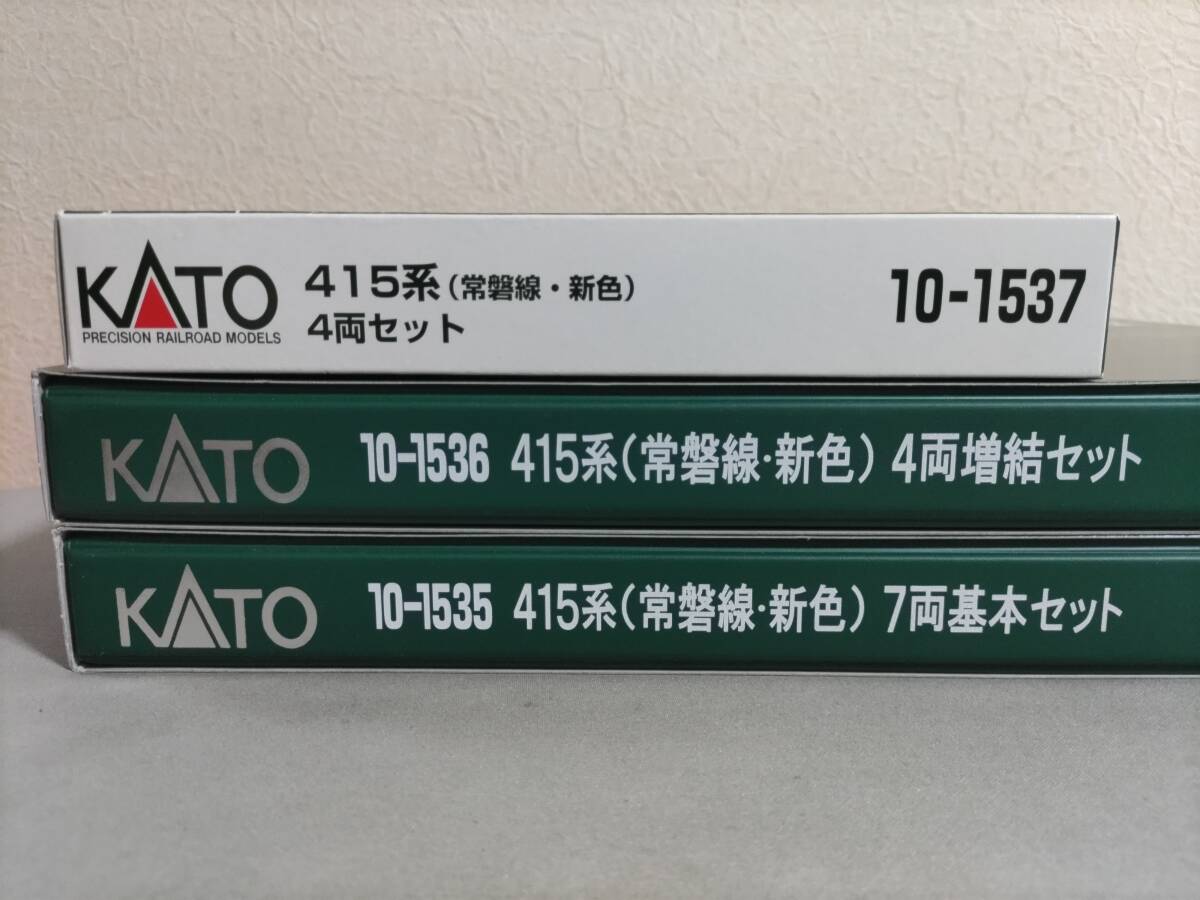 KATO
PRECISION RAILROAD MODELS
415系(常磐線・新色)
4両セット
10-1537
KATO
10-1536 415系(常磐線·新色) 4両増結セット
KATO
10-1535 415系(常磐線·新色) 7両基本セット